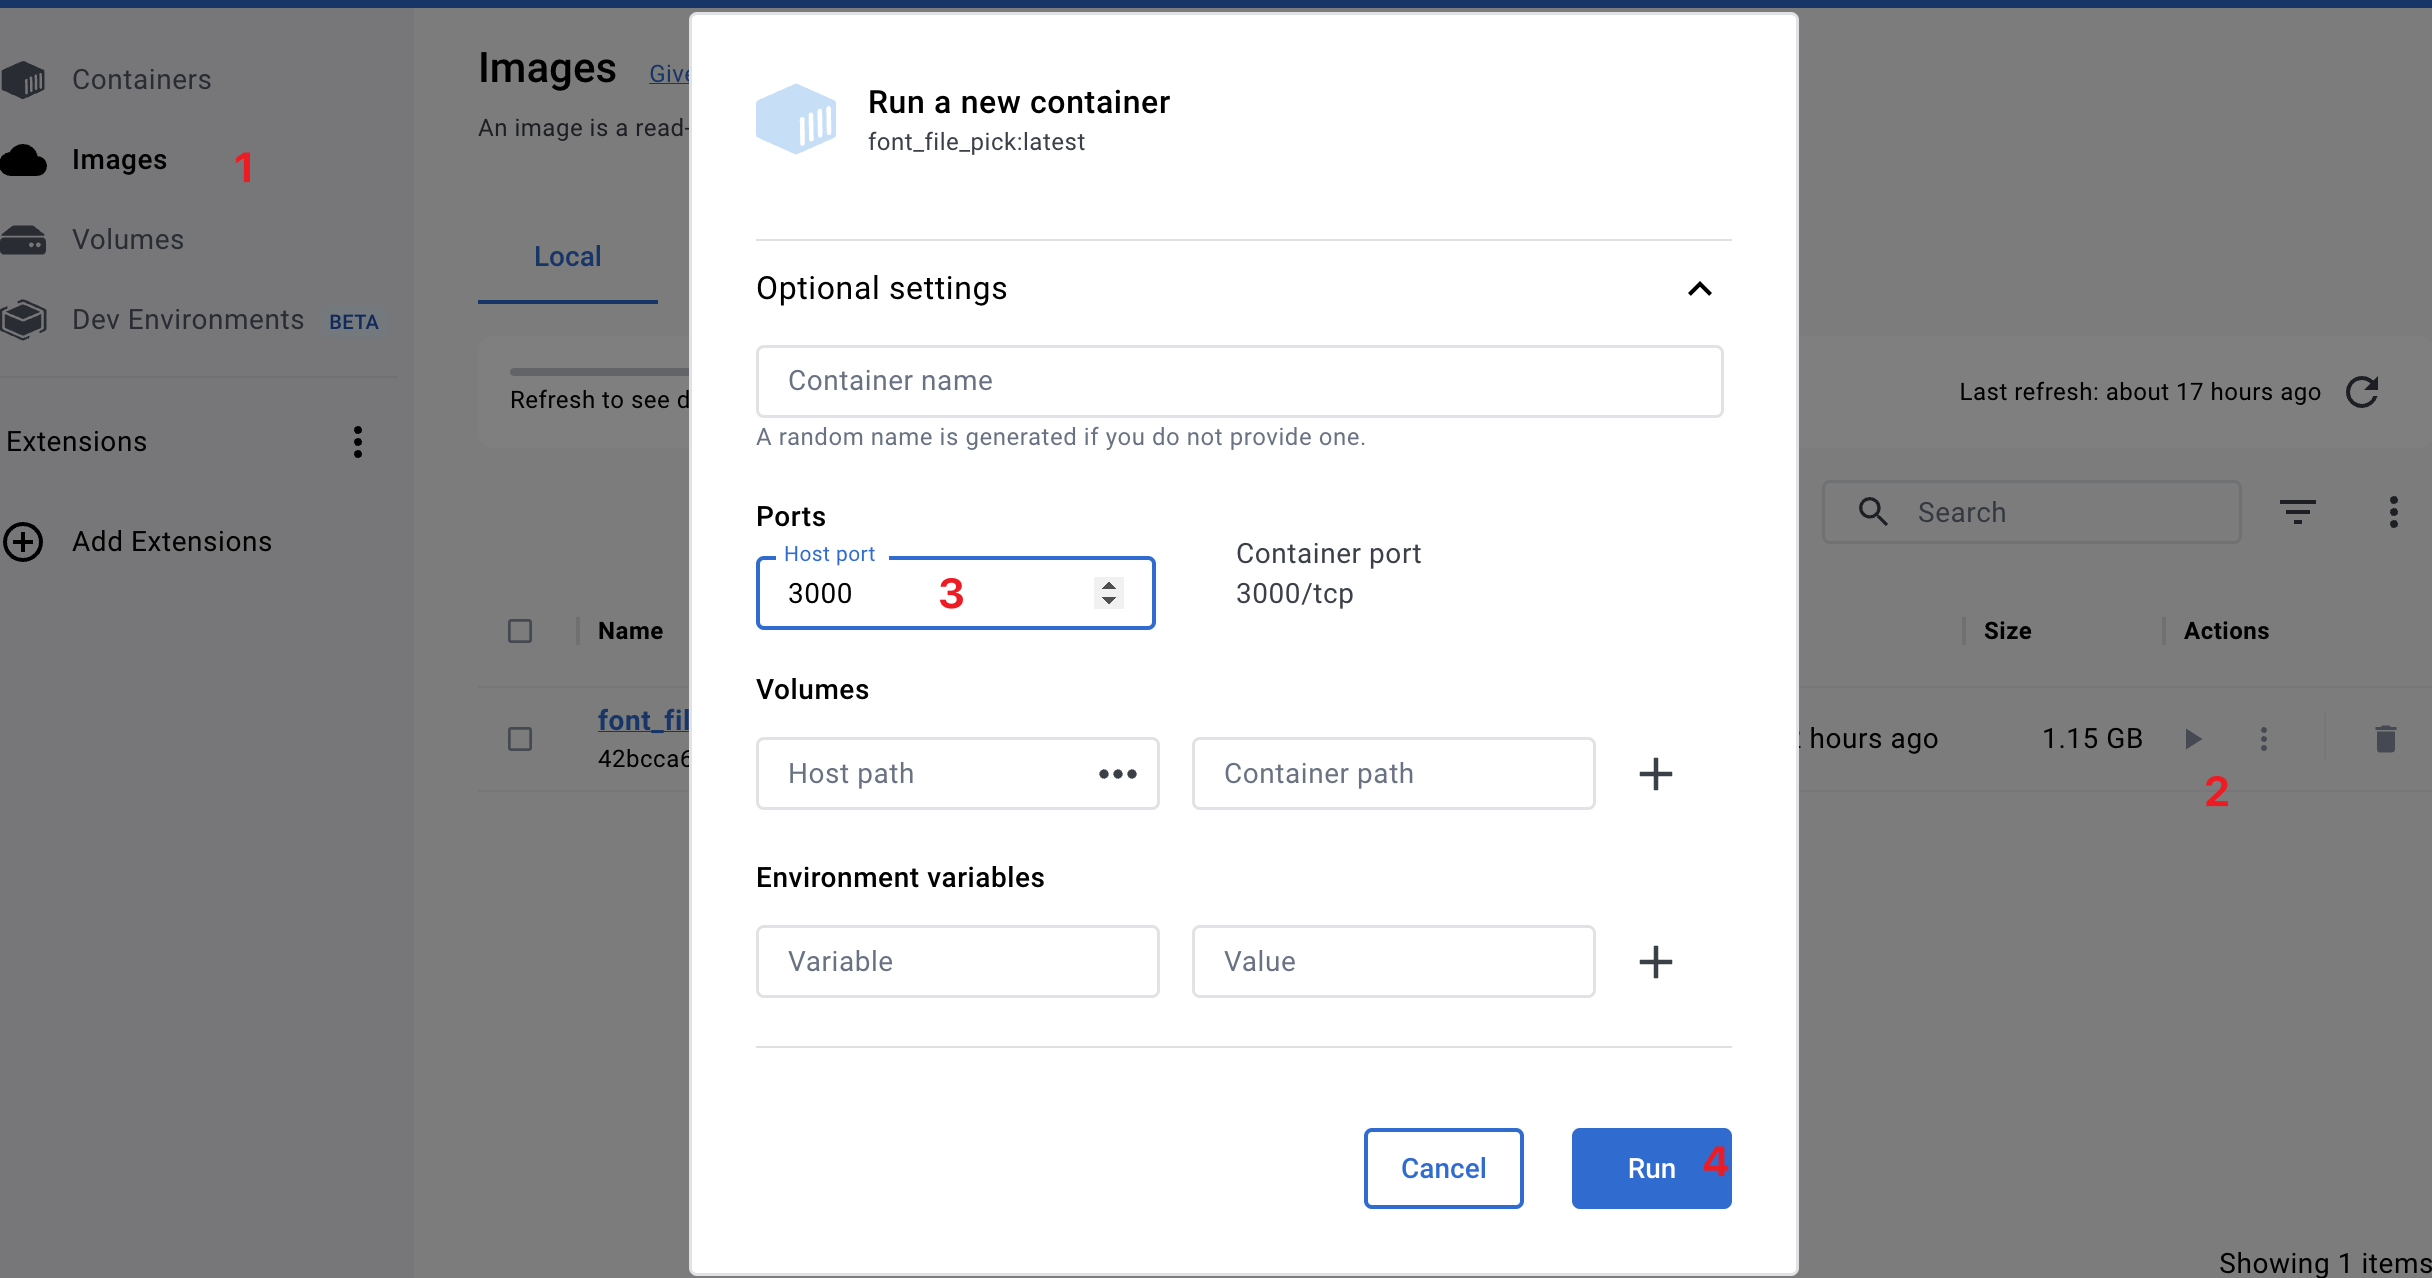 Containers
Images
1
Volumes
Dev Environments BETA
Extensions
Add Extensions
Images Give
An image is a read-
Local
Refresh to see d
Name
font_fil
42bcca6
Run a new container
font_file_pick:latest
Optional settings
Container name
A random name is generated if you do not provide one.
Ports
Host port
3000
3
Container port
3000/tcp
Volumes
Host path
Container path
Environment variables
Variable
Value
Cancel
Run
4
Last refresh: about 17 hours ago
Search
Size
Actions
hours ago
1.15 GB
2
Showing 1 items